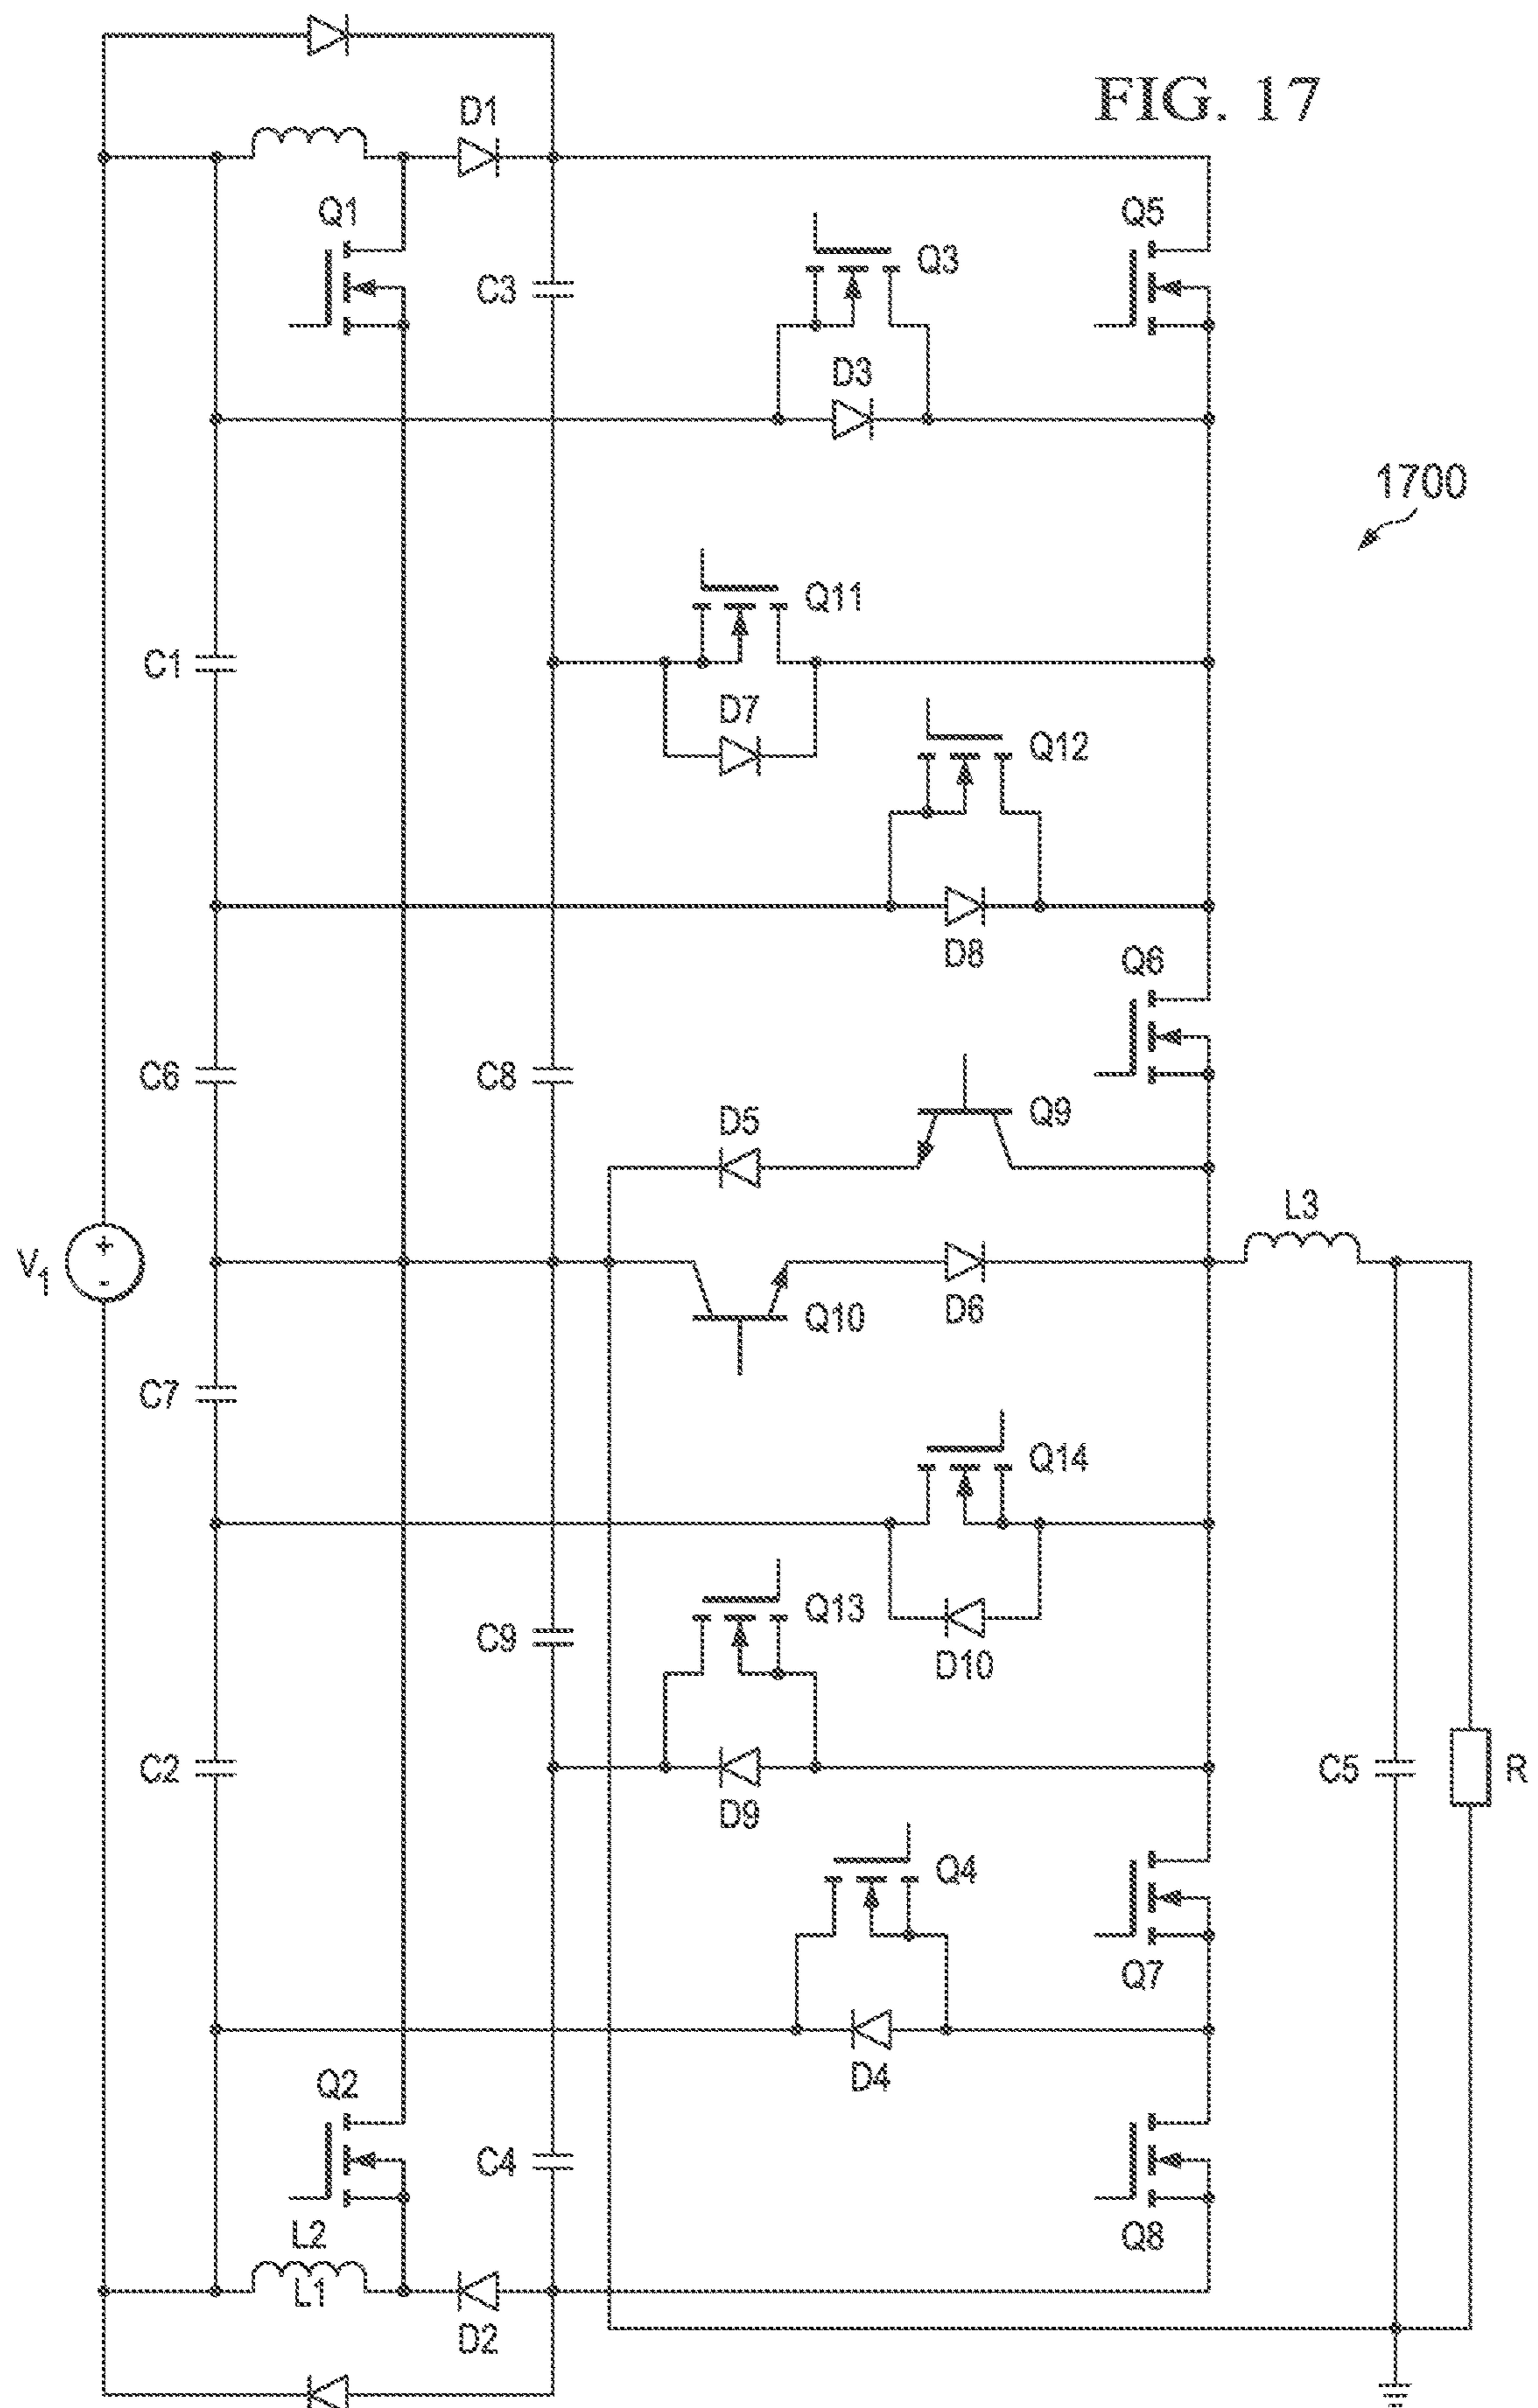 FIG. 17
D1
Q1
Q5
Q3
C3
D3
1700
Q11
C1
D7
Q12
D8
Q6
C6
C8
Q9
D5
L3
V1
+
-
Q10
D6
C7
Q14
Q13
C9
D10
C2
C5
R
D9
Q4
Q7
D4
Q2
C4
L2
Q8
L1
D2